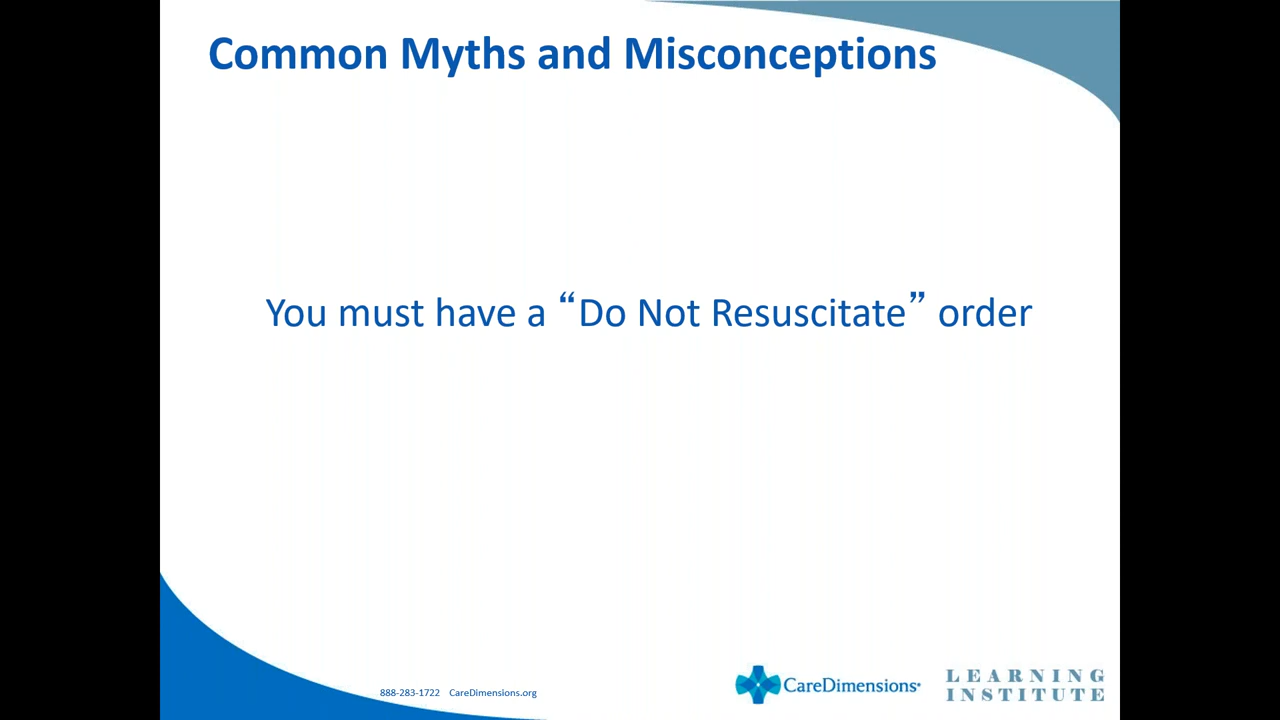 Common Myths and Misconceptions
You must have a “Do Not Resuscitate” order
888-283-1722 CareDimensions.org
CareDimensions
LEARNING
INSTITUTE